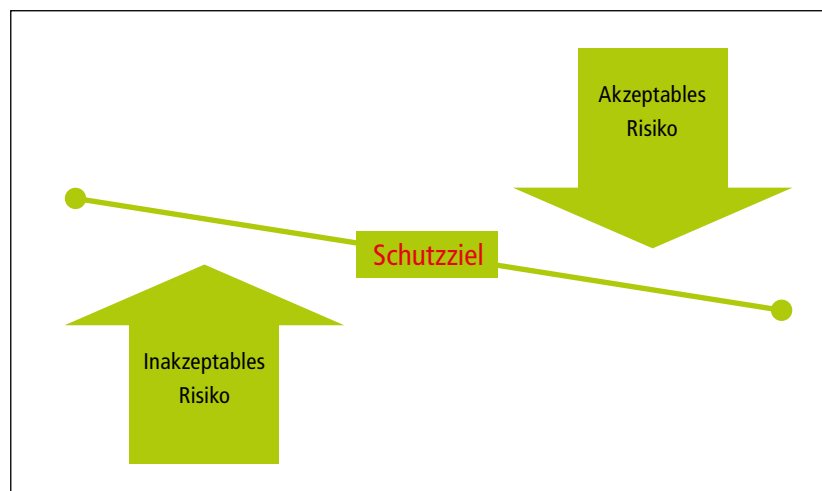 Akzeptables
Risiko
Schutzziel
Inakzeptables
Risiko